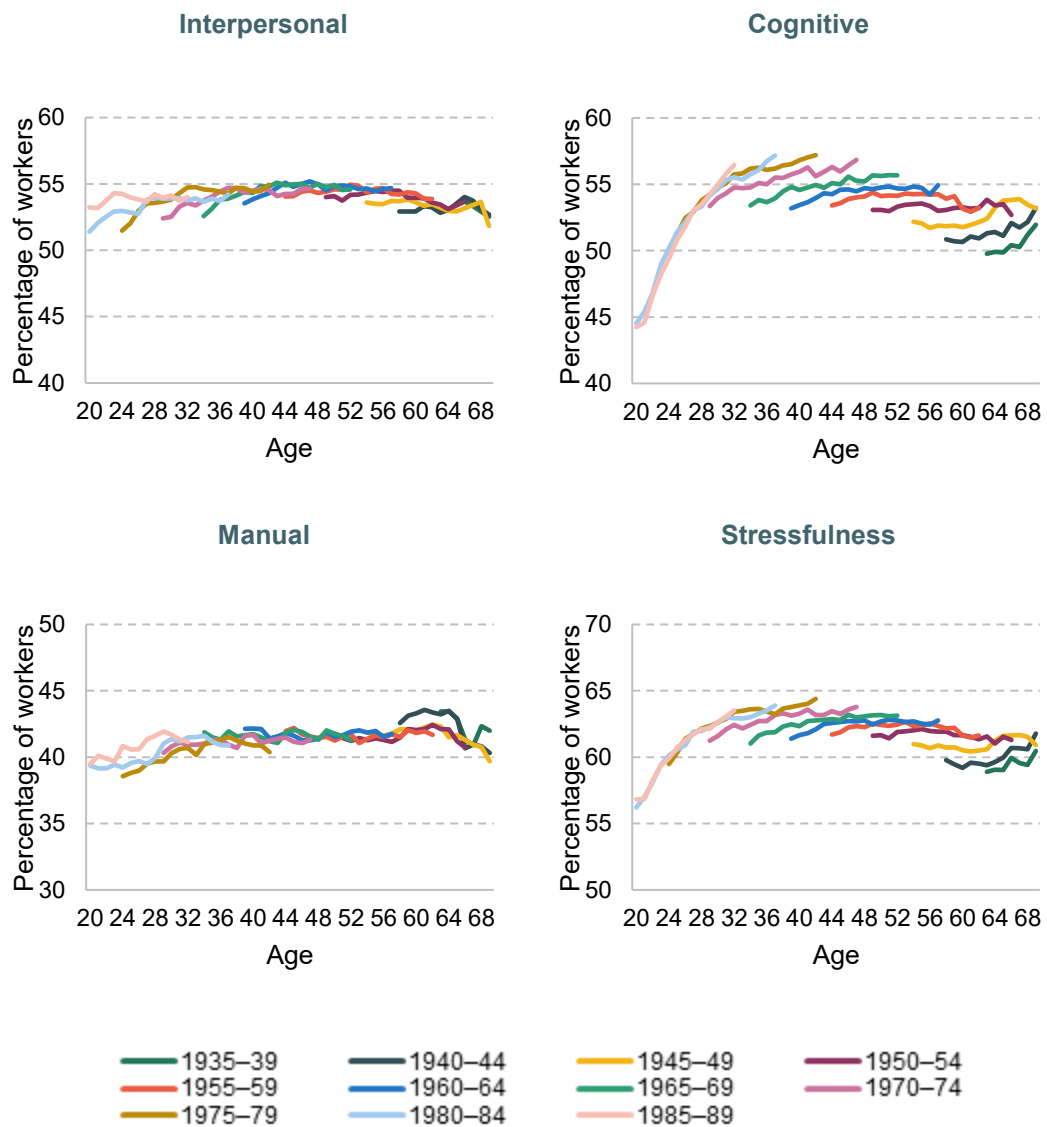 Interpersonal
Cognitive
Percentage of workers
60
55
50
45
40
20 24 28 32 36 40 44 48 52 56 60 64 68
Age
Percentage of workers
60
55
50
45
40
20 24 28 32 36 40 44 48 52 56 60 64 68
Age
Manual
Stressfulness
Percentage of workers
50
45
40
35
30
20 24 28 32 36 40 44 48 52 56 60 64 68
Age
Percentage of workers
70
65
60
55
50
20 24 28 32 36 40 44 48 52 56 60 64 68
Age
1935–39 1940–44 1945–49 1950–54
1955–59 1960–64 1965–69 1970–74
1975–79 1980–84 1985–89